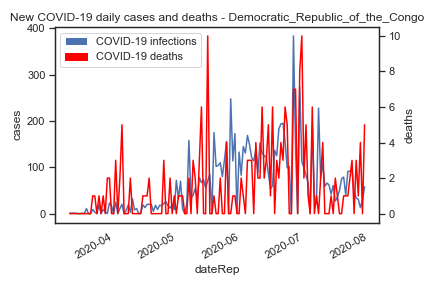 New COVID-19 daily cases and deaths - Democratic_Republic_of_the_Congo
COVID-19 infections
COVID-19 deaths
400
300
200
100
0
cases
10
8
6
4
2
0
deaths
2020-04
2020-05
2020-06
2020-07
2020-08
dateRep